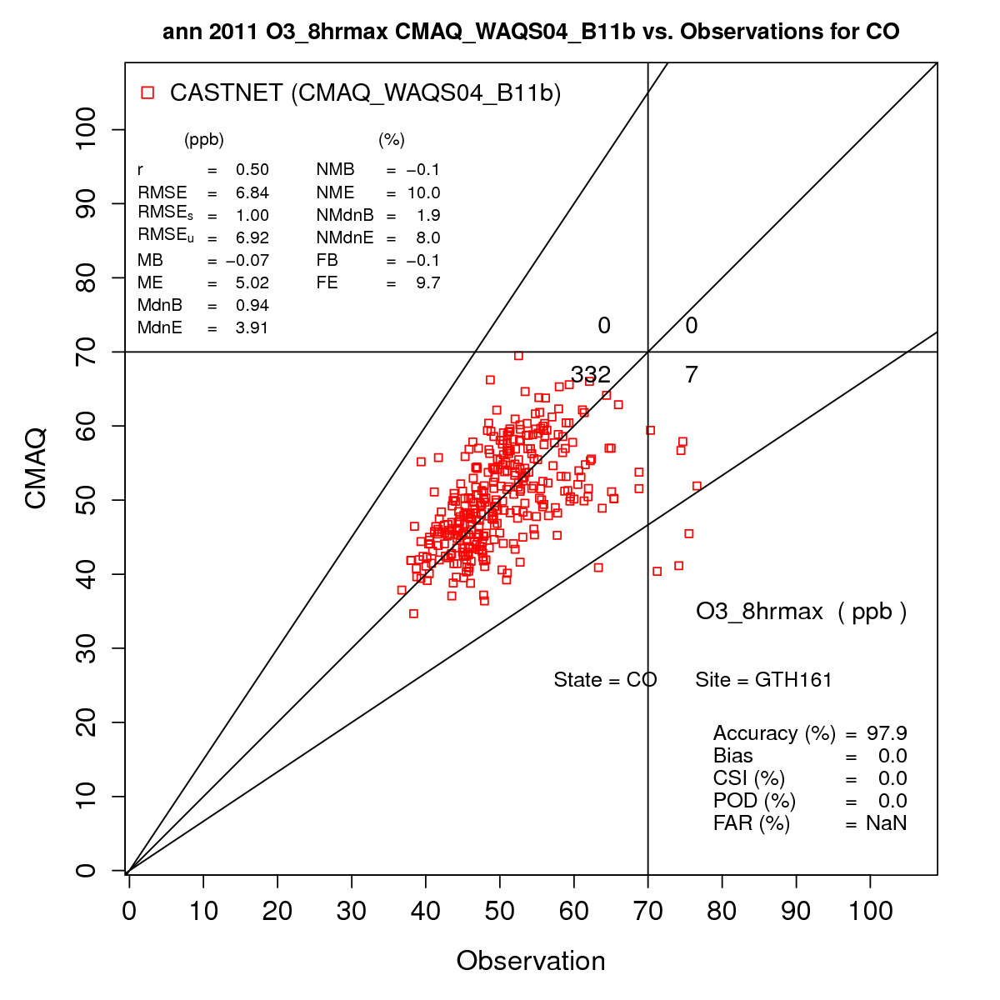 ann 2011 O3_8hrmax CMAQ_WAQS04_B11b vs. Observations for CO
CASTNET (CMAQ_WAQS04_B11b)
(ppb) (%)
r = 0.50 NMB = −0.1
RMSE = 6.84 NME = 10.0
RMSEs = 1.00 NMdnB = 1.9
RMSEu = 6.92 NMdnE = 8.0
MB = −0.07 FB = −0.1
ME = 5.02 FE = 9.7
MdnB = 0.94
MdnE = 3.91
0 0
332 7
O3_8hrmax ( ppb )
State = CO Site = GTH161
Accuracy (%) = 97.9
Bias = 0.0
CSI (%) = 0.0
POD (%) = 0.0
FAR (%) = NaN
CMAQ
100
90
80
70
60
50
40
30
20
10
0
0 10 20 30 40 50 60 70 80 90 100
Observation